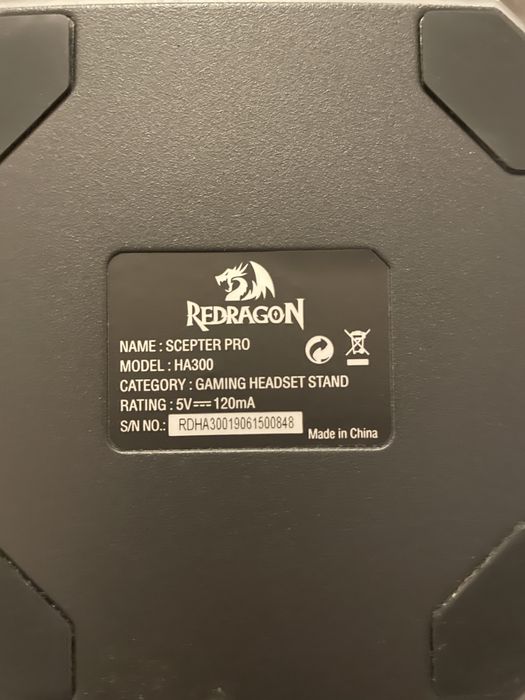 REDRAGON
NAME : SCEPTER PRO
MODEL : HA300
CATEGORY : GAMING HEADSET STAND
RATING : 5V⎓120mA
S/N NO.: RDHA30019061500848
Made in China